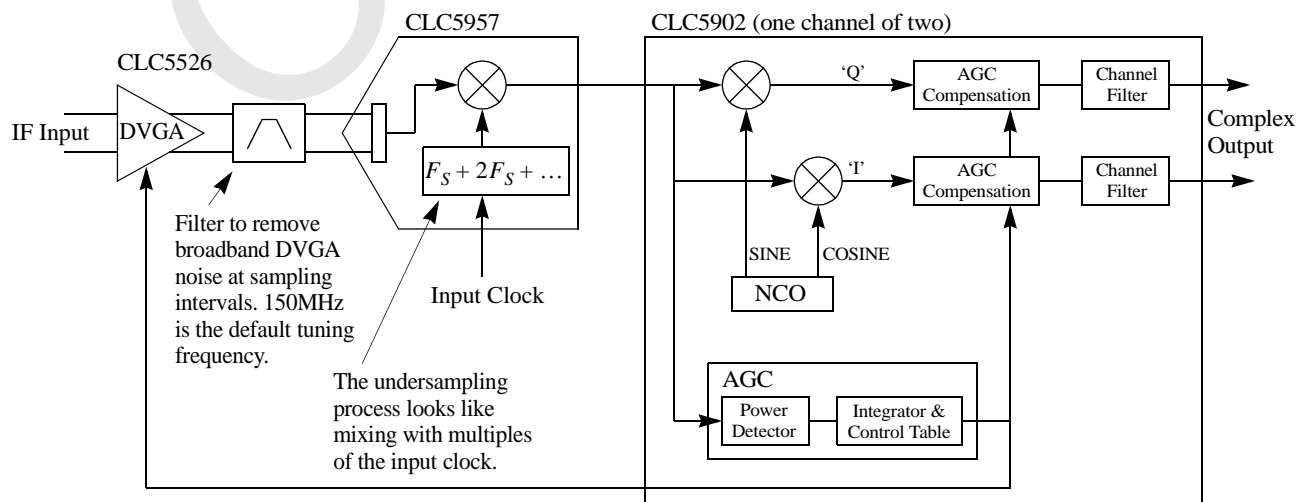 CLC5957
CLC5902 (one channel of two)
CLC5526
IF Input
DVGA
F_S + 2F_S + ...
Filter to remove
broadband DVGA
noise at sampling
intervals. 150MHz
is the default tuning
frequency.
Input Clock
The undersampling
process looks like
mixing with multiples
of the input clock.
‘Q’
AGC
Compensation
Channel
Filter
Complex
Output
‘I’
AGC
Compensation
Channel
Filter
SINE
COSINE
NCO
AGC
Power
Detector
Integrator &
Control Table